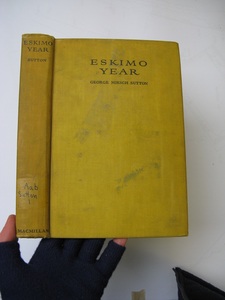 ESKIMO
YEAR
SUTTON
MACMILLAN
ESKIMO
YEAR
GEORGE MIKSCH SUTTON